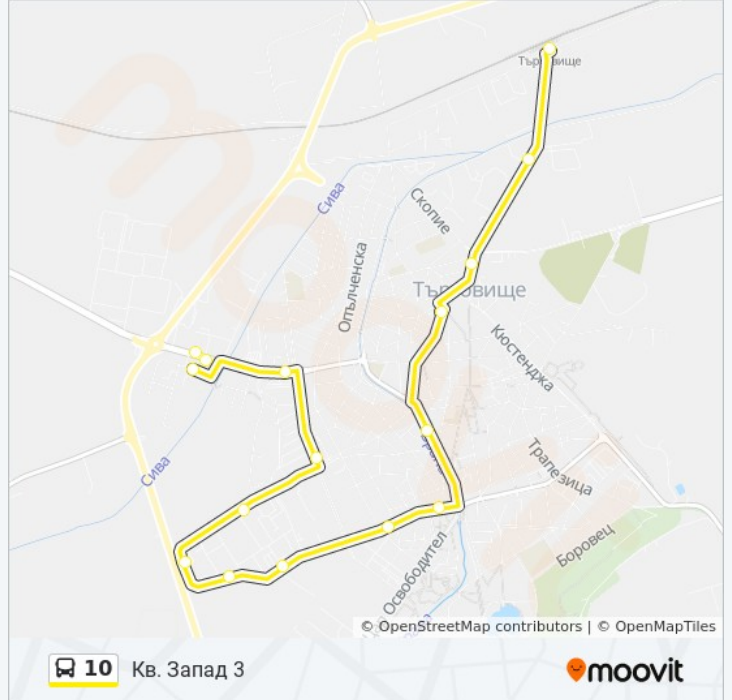 Търговище
Сива
Скопие
Опълченска
Търговище
Кюстенджа
Сива
Трапезица
Боровец
Освободител
© OpenStreetMap contributors | © OpenMapTiles
10 Кв. Запад 3
moovit